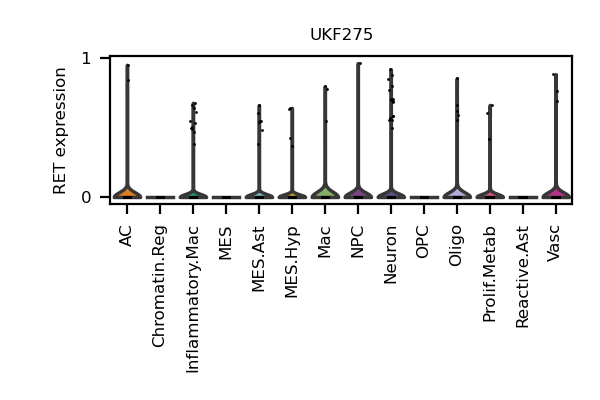 UKF275
1
0
RET expression
AC
Chromatin.Reg
Inflammatory.Mac
MES
MES.Ast
MES.Hyp
Mac
NPC
Neuron
OPC
Oligo
Prolif.Metab
Reactive.Ast
Vasc